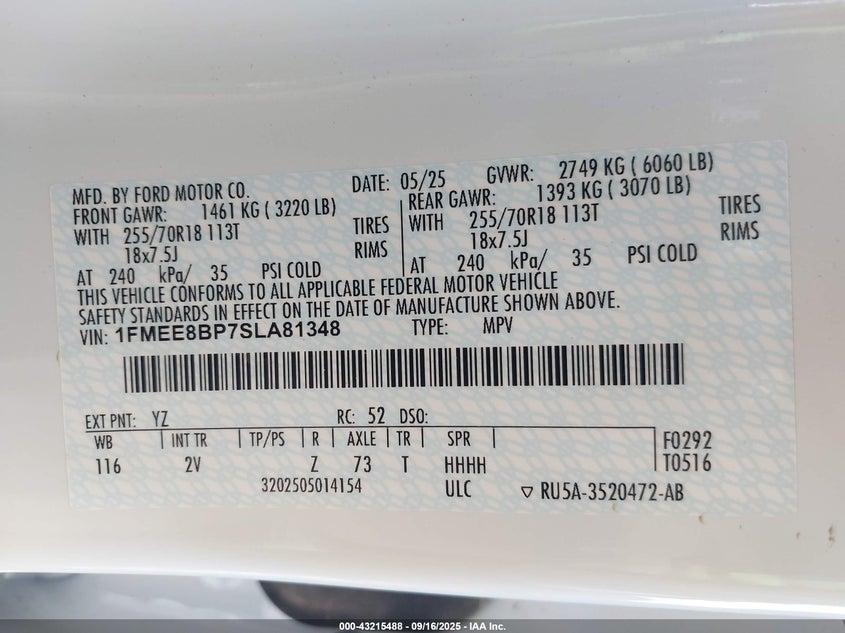 MFD. BY FORD MOTOR CO. DATE: 05/25 GVWR: 2749 KG ( 6060 LB)
FRONT GAWR: 1461 KG ( 3220 LB) REAR GAWR: 1393 KG ( 3070 LB)
WITH 255/70R18 113T TIRES WITH 255/70R18 113T TIRES
18x7.5J RIMS 18x7.5J RIMS
AT 240 kPa/ 35 PSI COLD AT 240 kPa/ 35 PSI COLD
THIS VEHICLE CONFORMS TO ALL APPLICABLE FEDERAL MOTOR VEHICLE
SAFETY STANDARDS IN EFFECT ON THE DATE OF MANUFACTURE SHOWN ABOVE.
VIN: 1FMEE8BP7SLA81348 TYPE: MPV
EXT PNT: YZ RC: 52 DSO:
WB INT TR TP/PS R AXLE TR SPR F0292
116 2V Z 73 T HHHH T0516
3202505014154 ULC ▽ RU5A-3520472-AB
000-43215488 - 09/16/2025 - IAA Inc.